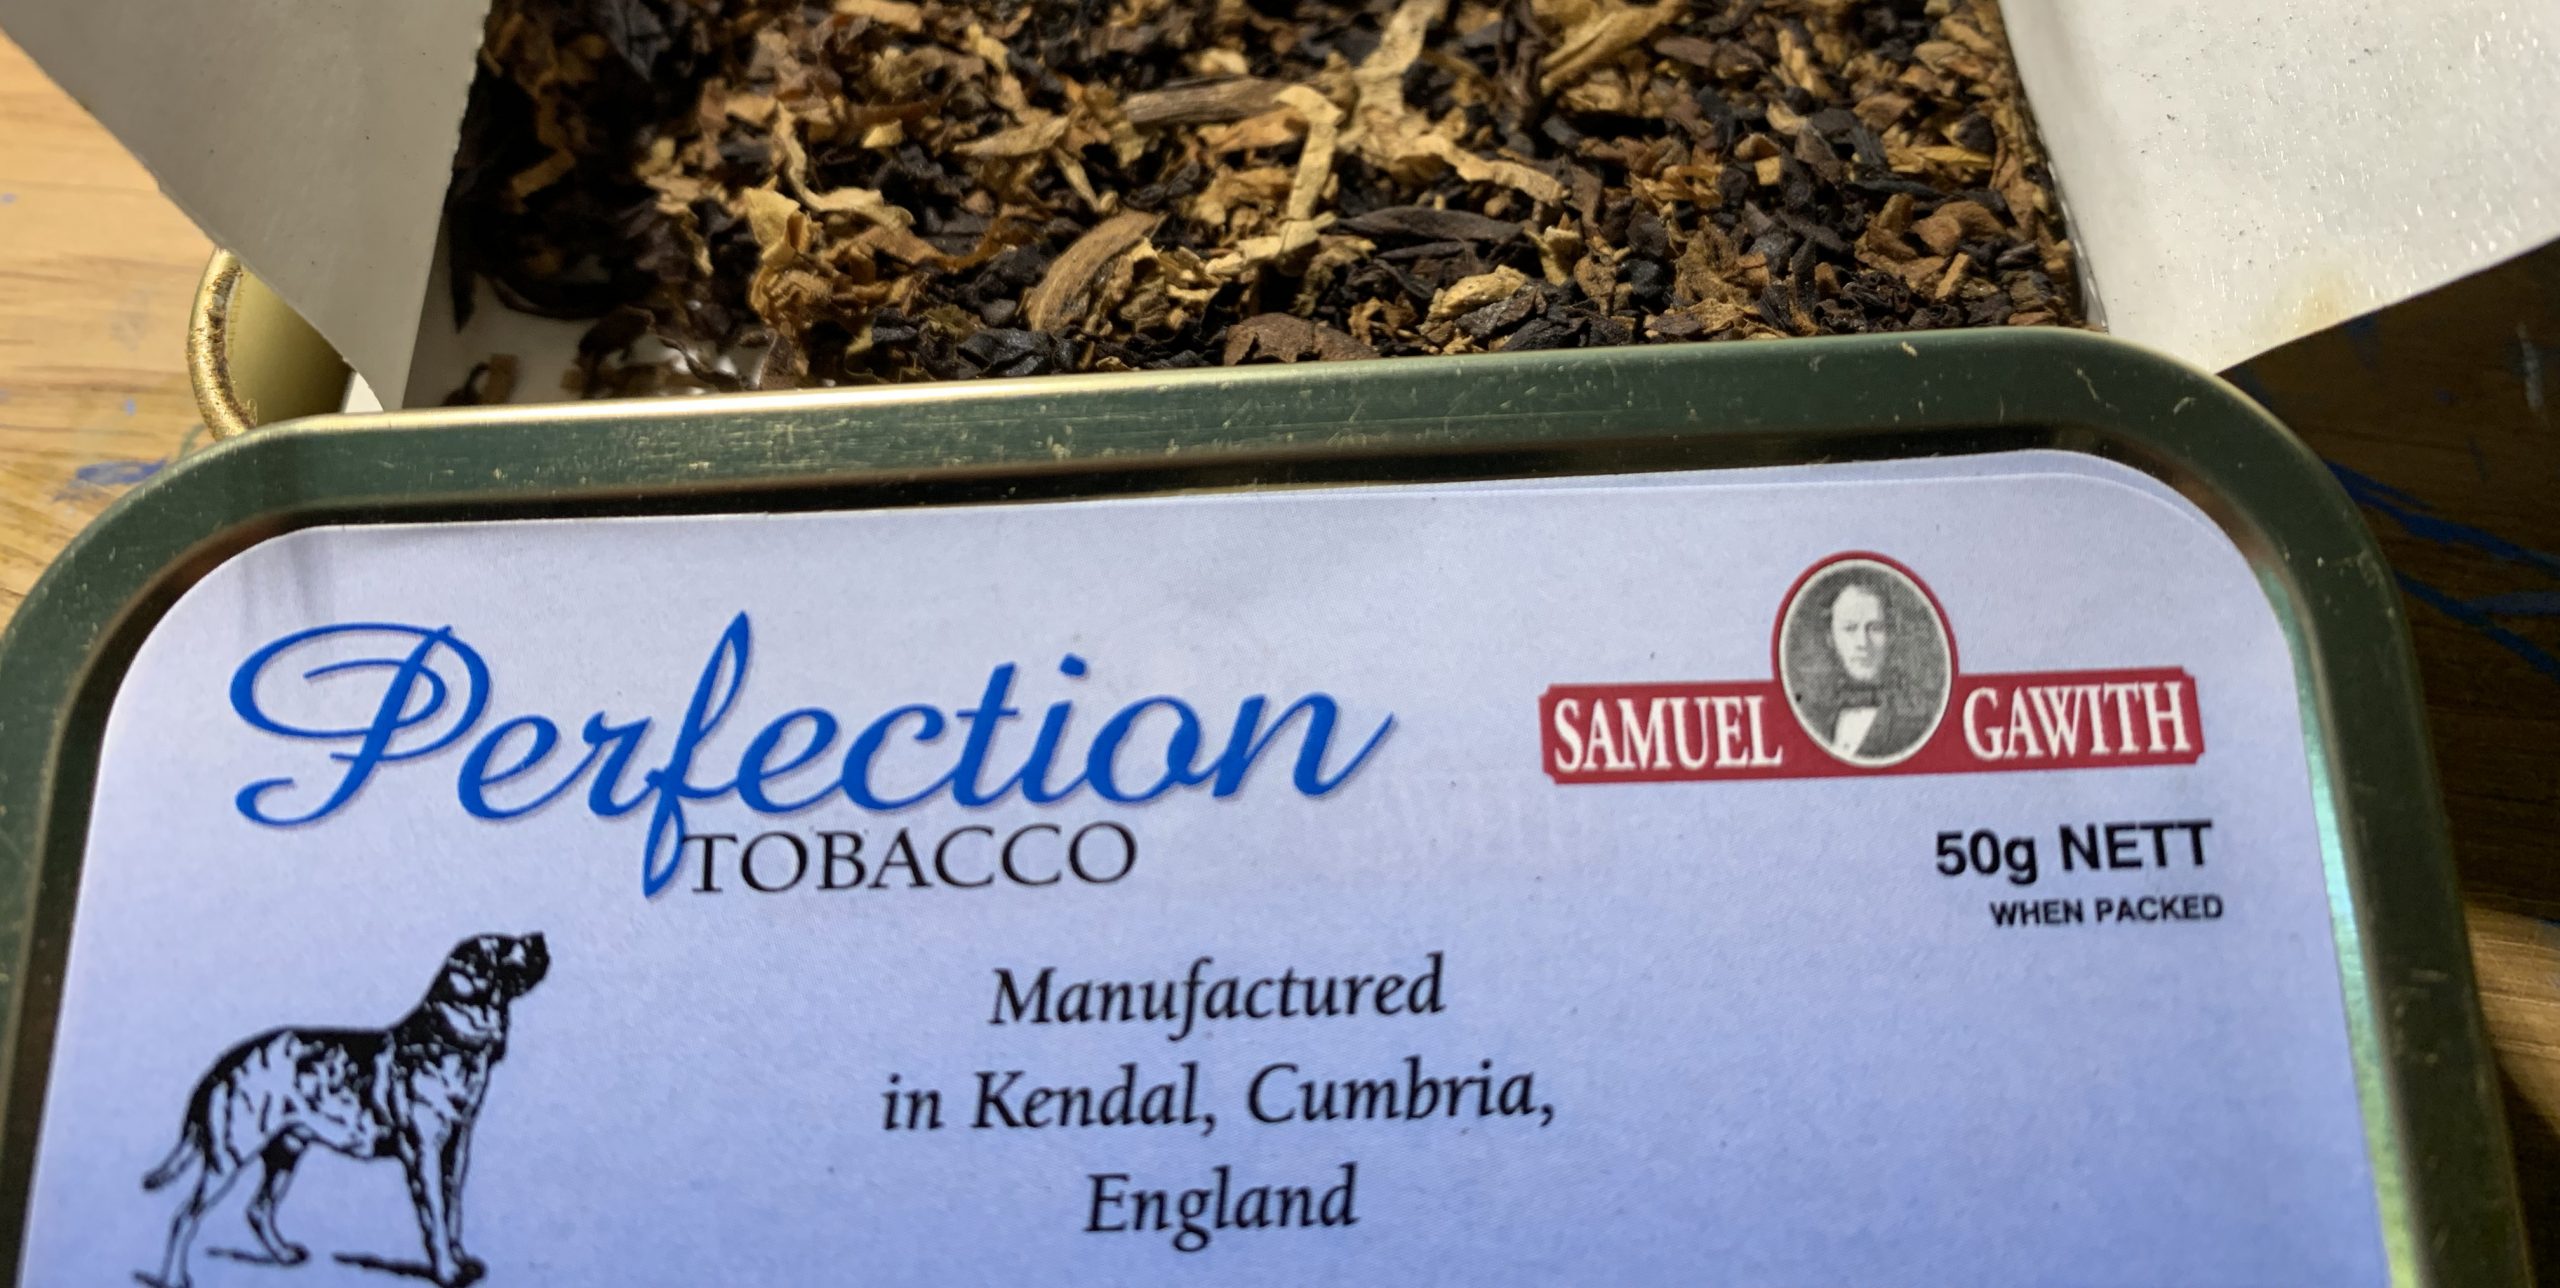 Perfection
TOBACCO
SAMUEL GAWITH
50g NETT
WHEN PACKED
Manufactured
in Kendal, Cumbria,
England